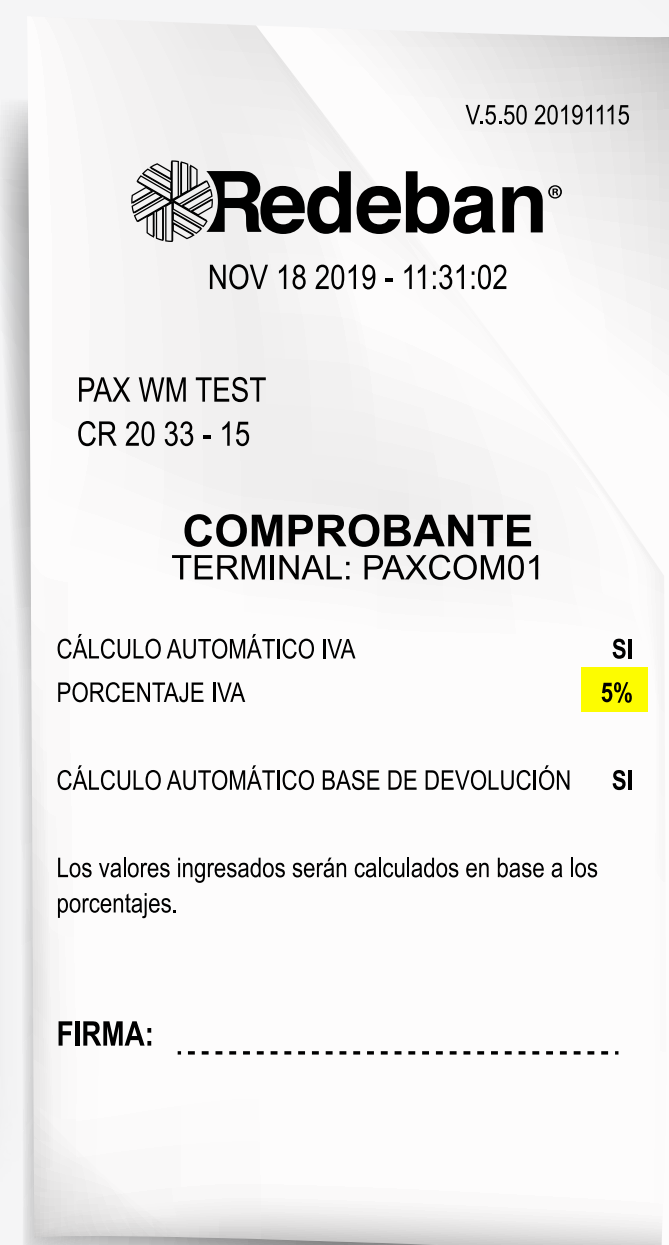 V.5.50 20191115
Redeban®
NOV 18 2019 - 11:31:02
PAX WM TEST
CR 20 33 - 15
COMPROBANTE
TERMINAL: PAXCOM01
CÁLCULO AUTOMÁTICO IVA SI
PORCENTAJE IVA 5%
CÁLCULO AUTOMÁTICO BASE DE DEVOLUCIÓN SI
Los valores ingresados serán calculados en base a los
porcentajes.
FIRMA: